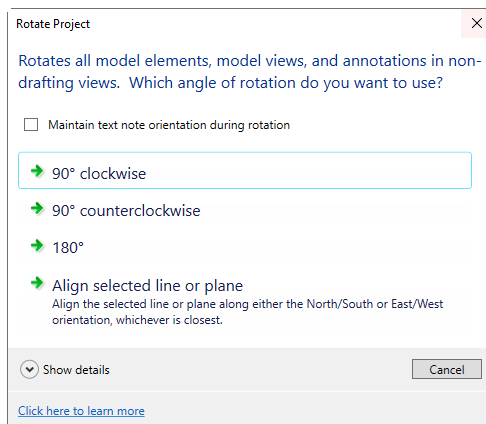 Rotate Project
Rotates all model elements, model views, and annotations in non-
drafting views.  Which angle of rotation do you want to use?
Maintain text note orientation during rotation
90° clockwise
90° counterclockwise
180°
Align selected line or plane
Align the selected line or plane along either the North/South or East/West
orientation, whichever is closest.
Show details
Cancel
Click here to learn more